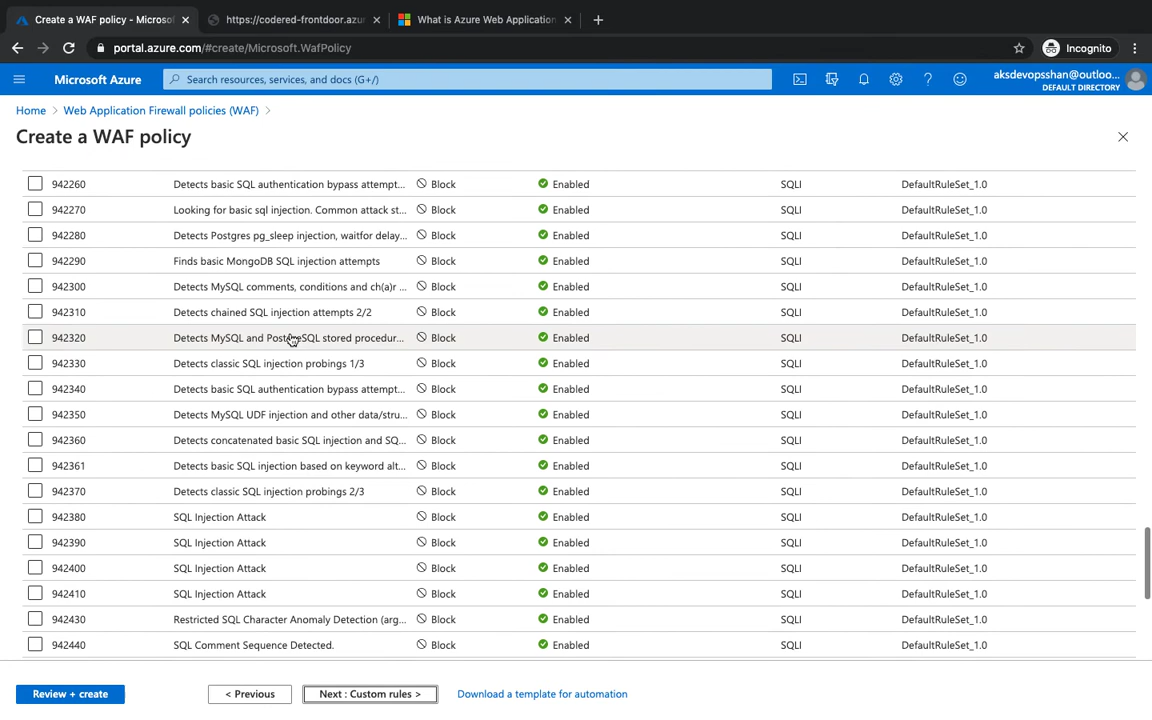 Create a WAF policy - Microsof
https://codered-frontdoor.azur
What is Azure Web Application
portal.azure.com/#create/Microsoft.WafPolicy
Incognito
Microsoft Azure
Search resources, services, and docs (G+/)
aksdevopsshan@outloo...
DEFAULT DIRECTORY
Home > Web Application Firewall policies (WAF) >
Create a WAF policy
942260 Detects basic SQL authentication bypass attempt... Block Enabled SQLI DefaultRuleSet_1.0
942270 Looking for basic sql injection. Common attack st... Block Enabled SQLI DefaultRuleSet_1.0
942280 Detects Postgres pg_sleep injection, waitfor delay... Block Enabled SQLI DefaultRuleSet_1.0
942290 Finds basic MongoDB SQL injection attempts Block Enabled SQLI DefaultRuleSet_1.0
942300 Detects MySQL comments, conditions and ch(a)r ... Block Enabled SQLI DefaultRuleSet_1.0
942310 Detects chained SQL injection attempts 2/2 Block Enabled SQLI DefaultRuleSet_1.0
942320 Detects MySQL and PostgreSQL stored procedur... Block Enabled SQLI DefaultRuleSet_1.0
942330 Detects classic SQL injection probings 1/3 Block Enabled SQLI DefaultRuleSet_1.0
942340 Detects basic SQL authentication bypass attempt... Block Enabled SQLI DefaultRuleSet_1.0
942350 Detects MySQL UDF injection and other data/stru... Block Enabled SQLI DefaultRuleSet_1.0
942360 Detects concatenated basic SQL injection and SQ... Block Enabled SQLI DefaultRuleSet_1.0
942361 Detects basic SQL injection based on keyword alt... Block Enabled SQLI DefaultRuleSet_1.0
942370 Detects classic SQL injection probings 2/3 Block Enabled SQLI DefaultRuleSet_1.0
942380 SQL Injection Attack Block Enabled SQLI DefaultRuleSet_1.0
942390 SQL Injection Attack Block Enabled SQLI DefaultRuleSet_1.0
942400 SQL Injection Attack Block Enabled SQLI DefaultRuleSet_1.0
942410 SQL Injection Attack Block Enabled SQLI DefaultRuleSet_1.0
942430 Restricted SQL Character Anomaly Detection (arg... Block Enabled SQLI DefaultRuleSet_1.0
942440 SQL Comment Sequence Detected. Block Enabled SQLI DefaultRuleSet_1.0
Review + create < Previous Next : Custom rules > Download a template for automation